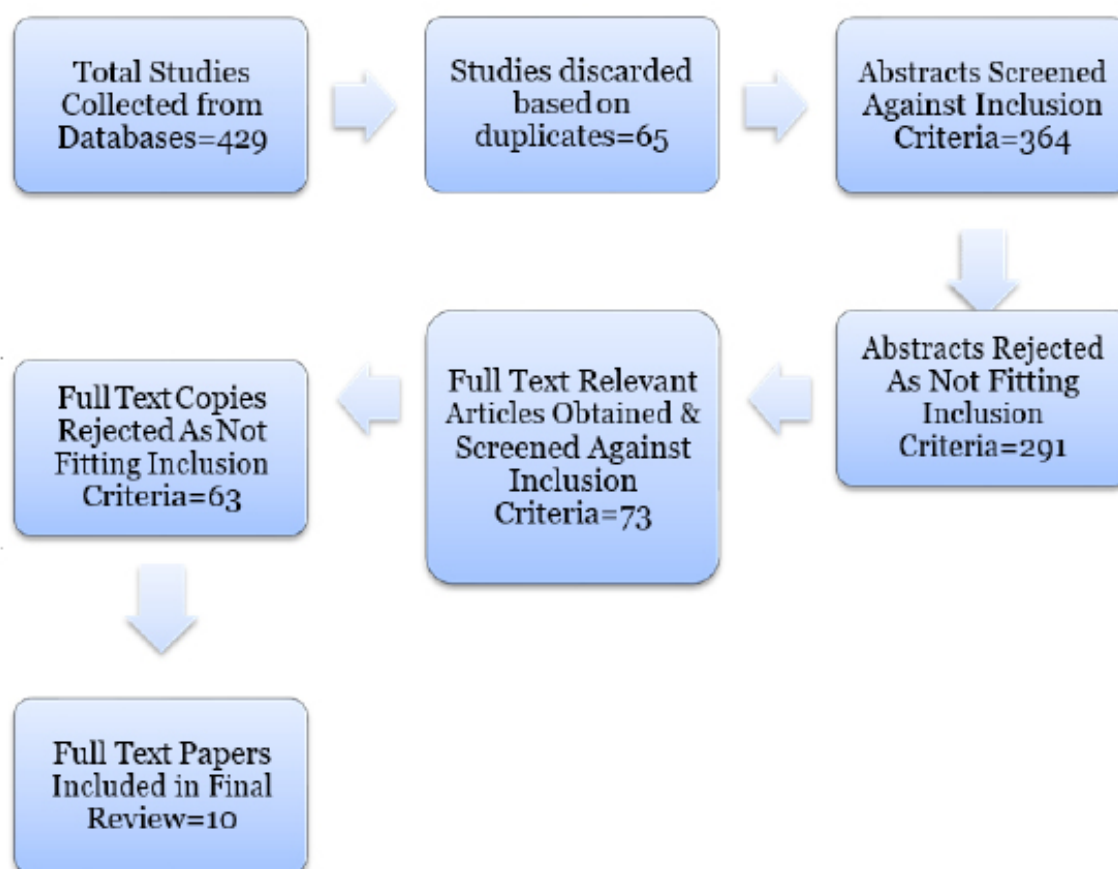 Total Studies
Collected from
Databases=429
Studies discarded
based on
duplicates=65
Abstracts Screened
Against Inclusion
Criteria=364
Abstracts Rejected
As Not Fitting
Inclusion
Criteria=291
Full Text Relevant
Articles Obtained &
Screened Against
Inclusion
Criteria=73
Full Text Copies
Rejected As Not
Fitting Inclusion
Criteria=63
Full Text Papers
Included in Final
Review=10